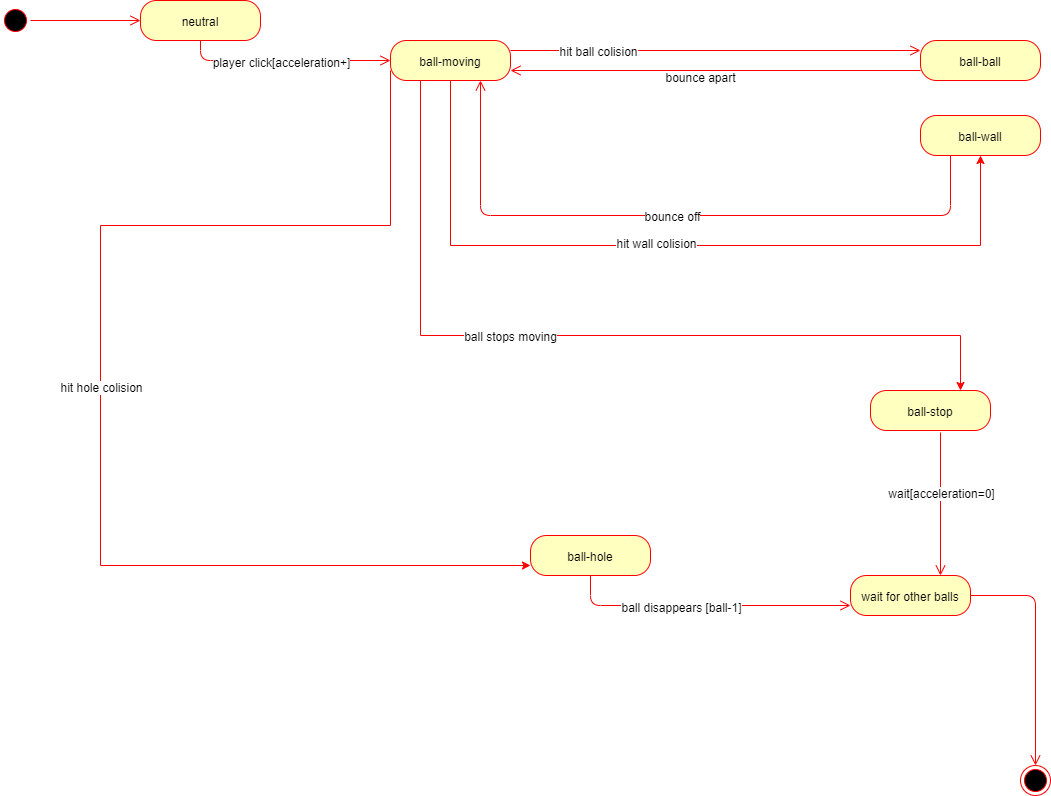 neutral
player click[acceleration+]
ball-moving
hit ball colision
ball-ball
bounce apart
ball-wall
bounce off
hit wall colision
ball stops moving
hit hole colision
ball-stop
wait[acceleration=0]
ball-hole
wait for other balls
ball disappears [ball-1]